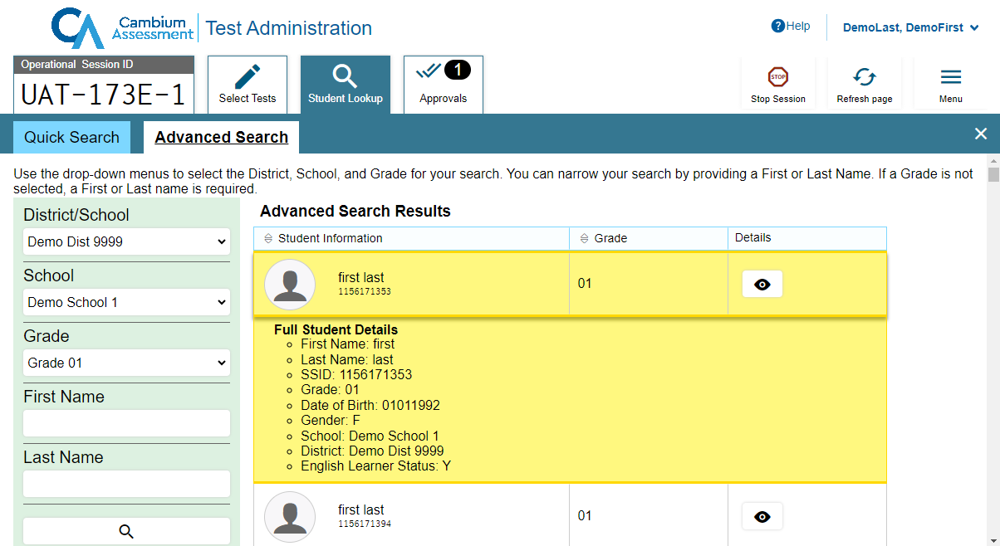 CA Cambium Assessment Test Administration
Help
DemoLast, DemoFirst
Operational Session ID
UAT-173E-1
Select Tests
Student Lookup
1
Approvals
STOP
Stop Session
Refresh page
Menu
Quick Search
Advanced Search
Use the drop-down menus to select the District, School, and Grade for your search. You can narrow your search by providing a First or Last Name. If a Grade is not
selected, a First or Last name is required.
District/School
Demo Dist 9999
School
Demo School 1
Grade
Grade 01
First Name
Last Name
Advanced Search Results
Student Information Grade Details
first last
1156171353
01
Full Student Details
First Name: first
Last Name: last
SSID: 1156171353
Grade: 01
Date of Birth: 01011992
Gender: F
School: Demo School 1
District: Demo Dist 9999
English Learner Status: Y
first last
1156171394
01